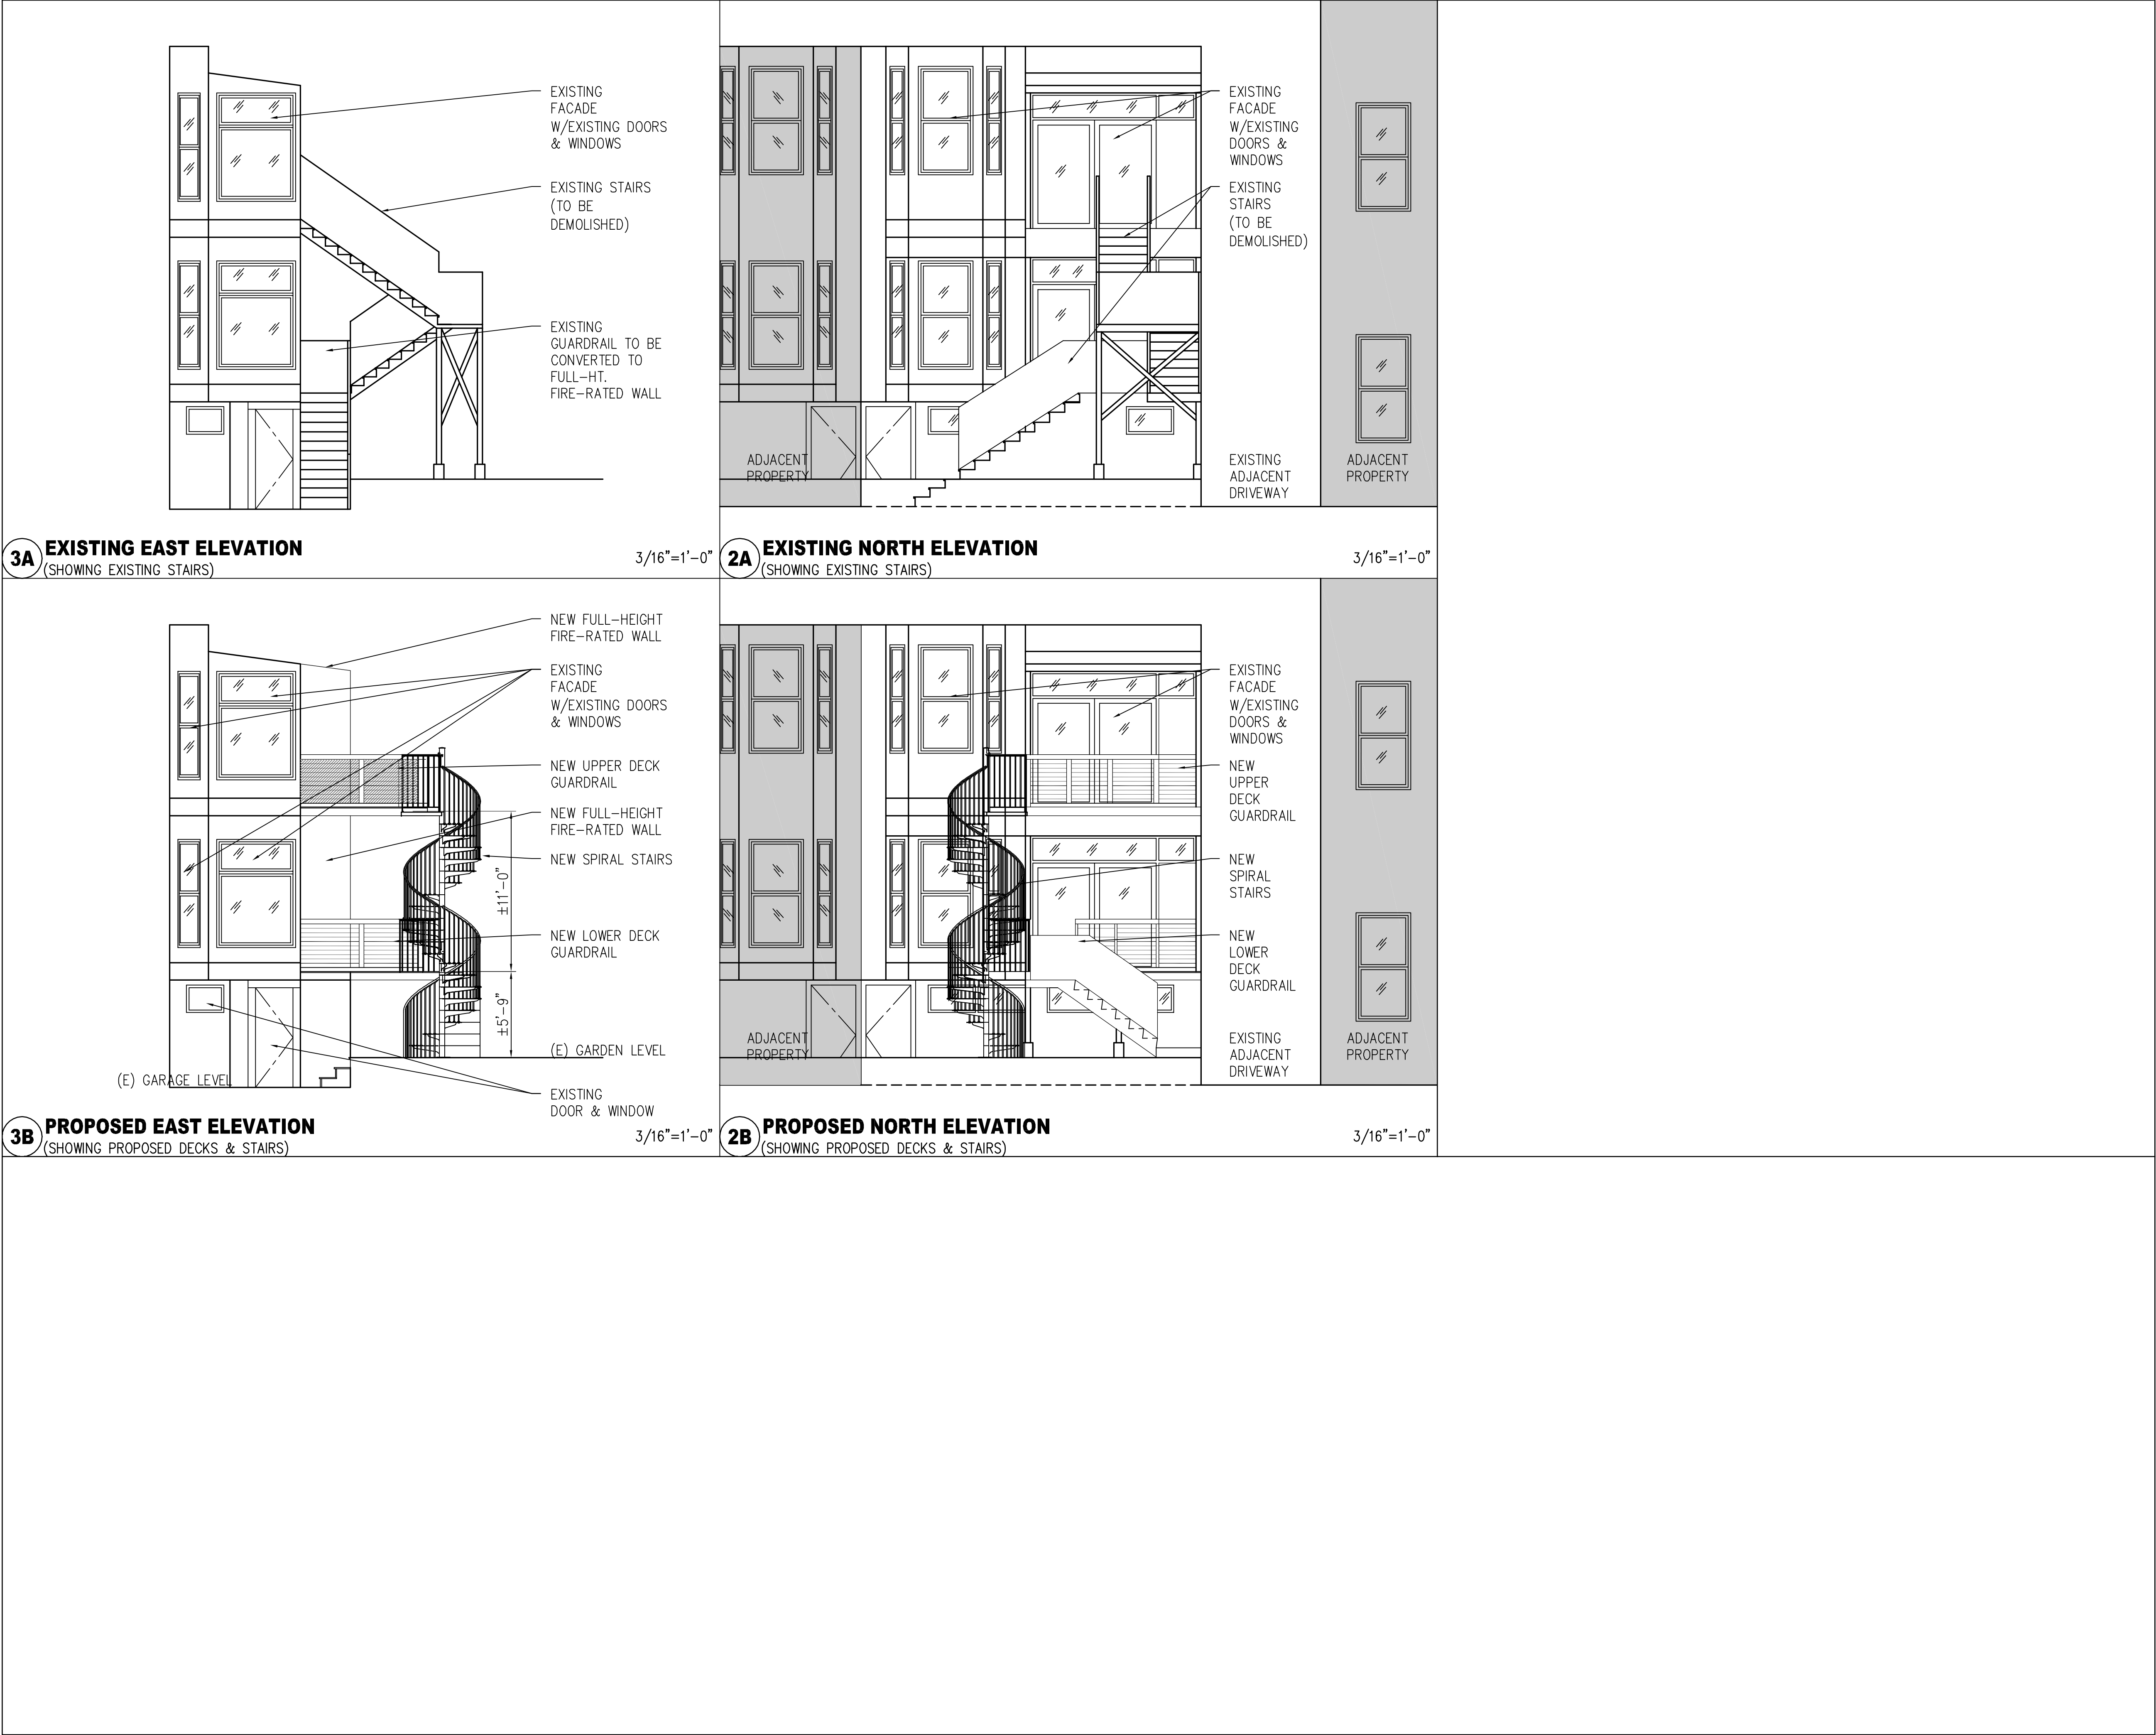 EXISTING
FACADE
W/EXISTING DOORS
& WINDOWS
EXISTING STAIRS
(TO BE
DEMOLISHED)
EXISTING
GUARDRAIL TO BE
CONVERTED TO
FULL-HT.
FIRE-RATED WALL
3A
EXISTING EAST ELEVATION
(SHOWING EXISTING STAIRS)
3/16"=1'-0"
EXISTING
FACADE
W/EXISTING
DOORS &
WINDOWS
EXISTING
STAIRS
(TO BE
DEMOLISHED)
ADJACENT
PROPERTY
EXISTING
ADJACENT
DRIVEWAY
ADJACENT
PROPERTY
2A
EXISTING NORTH ELEVATION
(SHOWING EXISTING STAIRS)
3/16"=1'-0"
NEW FULL-HEIGHT
FIRE-RATED WALL
EXISTING
FACADE
W/EXISTING DOORS
& WINDOWS
NEW UPPER DECK
GUARDRAIL
NEW FULL-HEIGHT
FIRE-RATED WALL
NEW SPIRAL STAIRS
±11'-0"
NEW LOWER DECK
GUARDRAIL
±5'-9"
(E) GARDEN LEVEL
(E) GARAGE LEVEL
EXISTING
DOOR & WINDOW
3B
PROPOSED EAST ELEVATION
(SHOWING PROPOSED DECKS & STAIRS)
3/16"=1'-0"
EXISTING
FACADE
W/EXISTING
DOORS &
WINDOWS
NEW
UPPER
DECK
GUARDRAIL
NEW
SPIRAL
STAIRS
NEW
LOWER
DECK
GUARDRAIL
ADJACENT
PROPERTY
EXISTING
ADJACENT
DRIVEWAY
ADJACENT
PROPERTY
2B
PROPOSED NORTH ELEVATION
(SHOWING PROPOSED DECKS & STAIRS)
3/16"=1'-0"